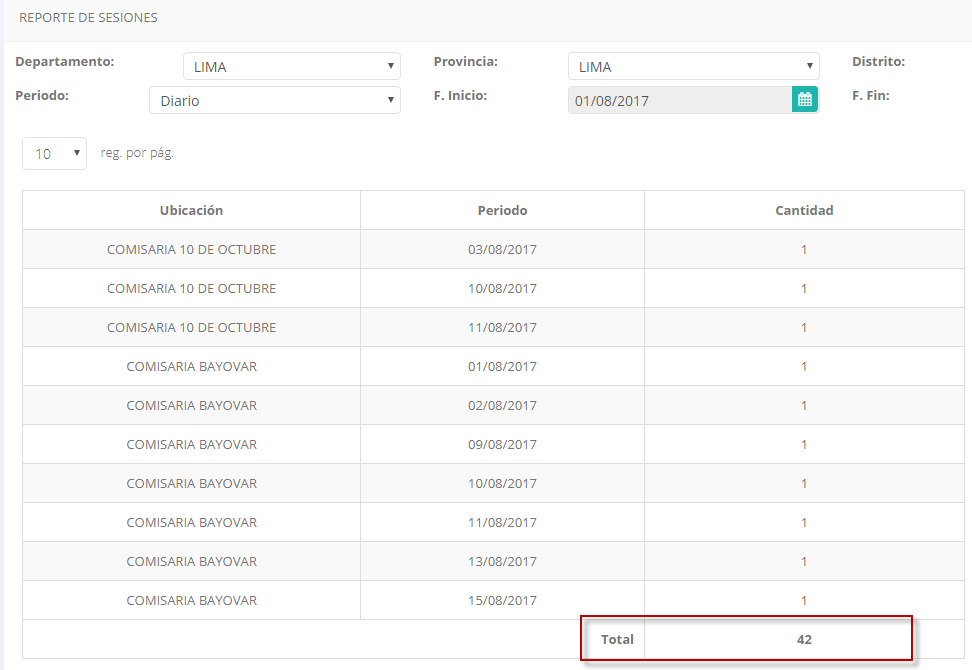 REPORTE DE SESIONES
Departamento: LIMA Provincia: LIMA Distrito:
Periodo: Diario F. Inicio: 01/08/2017 F. Fin:
10 reg. por pág.
Ubicación Periodo Cantidad
COMISARIA 10 DE OCTUBRE 03/08/2017 1
COMISARIA 10 DE OCTUBRE 10/08/2017 1
COMISARIA 10 DE OCTUBRE 11/08/2017 1
COMISARIA BAYOVAR 01/08/2017 1
COMISARIA BAYOVAR 02/08/2017 1
COMISARIA BAYOVAR 09/08/2017 1
COMISARIA BAYOVAR 10/08/2017 1
COMISARIA BAYOVAR 11/08/2017 1
COMISARIA BAYOVAR 13/08/2017 1
COMISARIA BAYOVAR 15/08/2017 1
Total 42